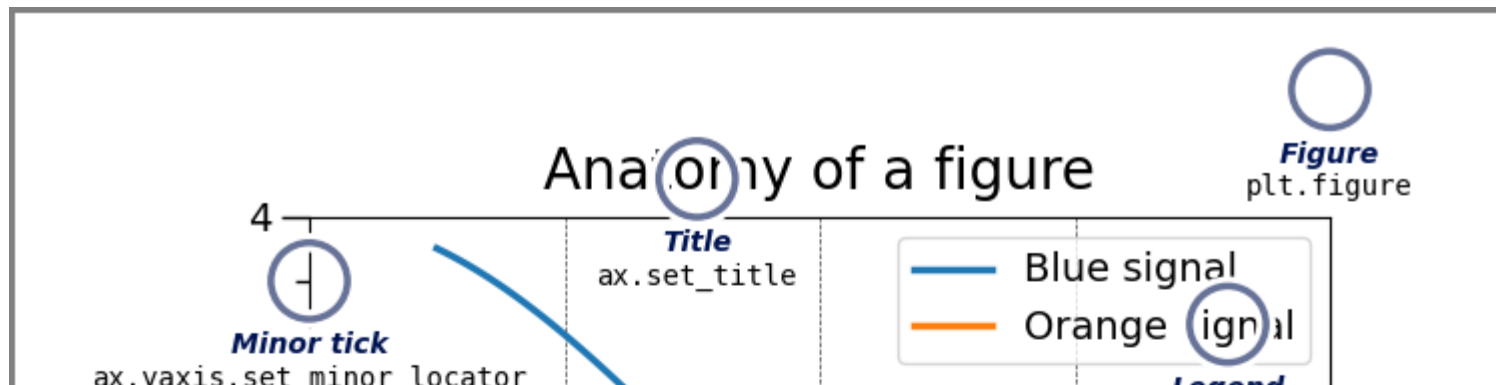 Anatomy of a figure
Figure
plt.figure
4
Title
ax.set_title
Blue signal
Orange signal
Minor tick
ax.yaxis.set_minor_locator
Legend